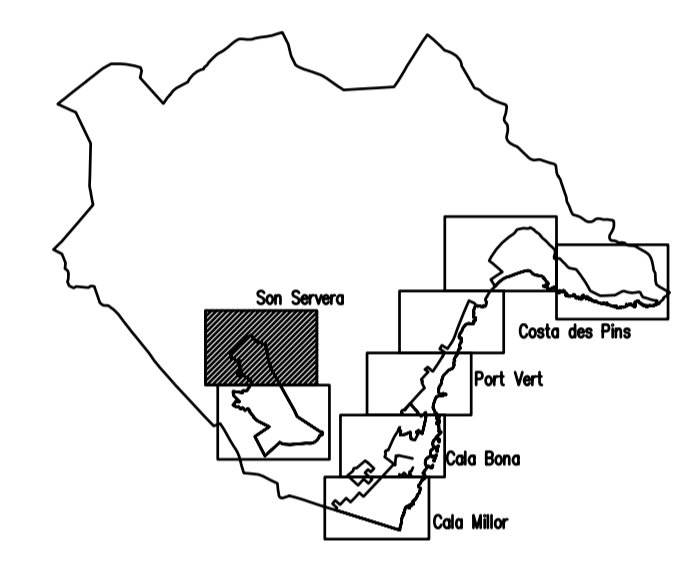 Son Servera
Costa des Pins
Port Vert
Cala Bona
Cala Millor